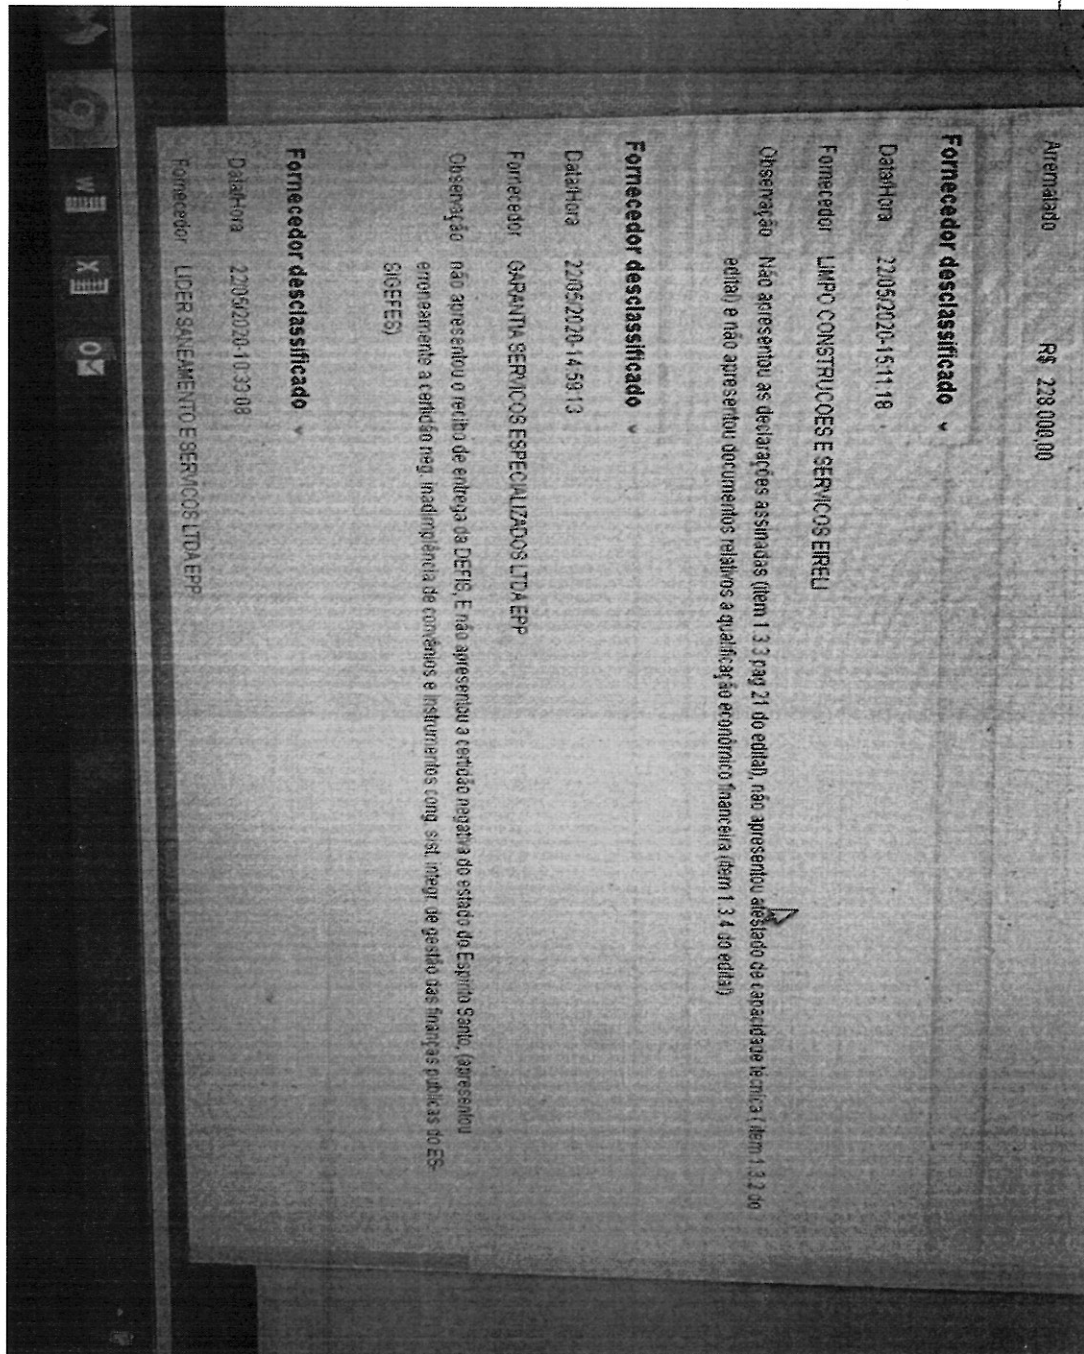 Arrematado R$ 228.000,00
Fornecedor desclassificado
Data/Hora 22/05/2020-15:11:18
Fornecedor LIMPO CONSTRUCOES E SERVICOS EIRELI
Observação Não apresentou as declarações assinadas (item 1.3.3 pag 21 do edital), não apresentou atestado de capacidade técnica ( item 1.3.2 do
edital) e não apresentou documentos relativos a qualificação econômico financeira (item 1.3.4 do edital)
Fornecedor desclassificado
Data/Hora 22/05/2020-14:59:13
Fornecedor GARANTIA SERVICOS ESPECIALIZADOS LTDA EPP
Observação não apresentou o recibo de entrega da DEFIS, E não apresentou a certidão negativa do estado do Espirito Santo, (apresentou
erroneamente a certidão neg. inadimplência de convênios e instrumentos cong. sist. integr. de gestão das finanças publicas do ES-
SIGEFES)
Fornecedor desclassificado
Data/Hora 22/05/2020-10:39:08
Fornecedor LIDER SANEAMENTO E SERVICOS LTDA EPP